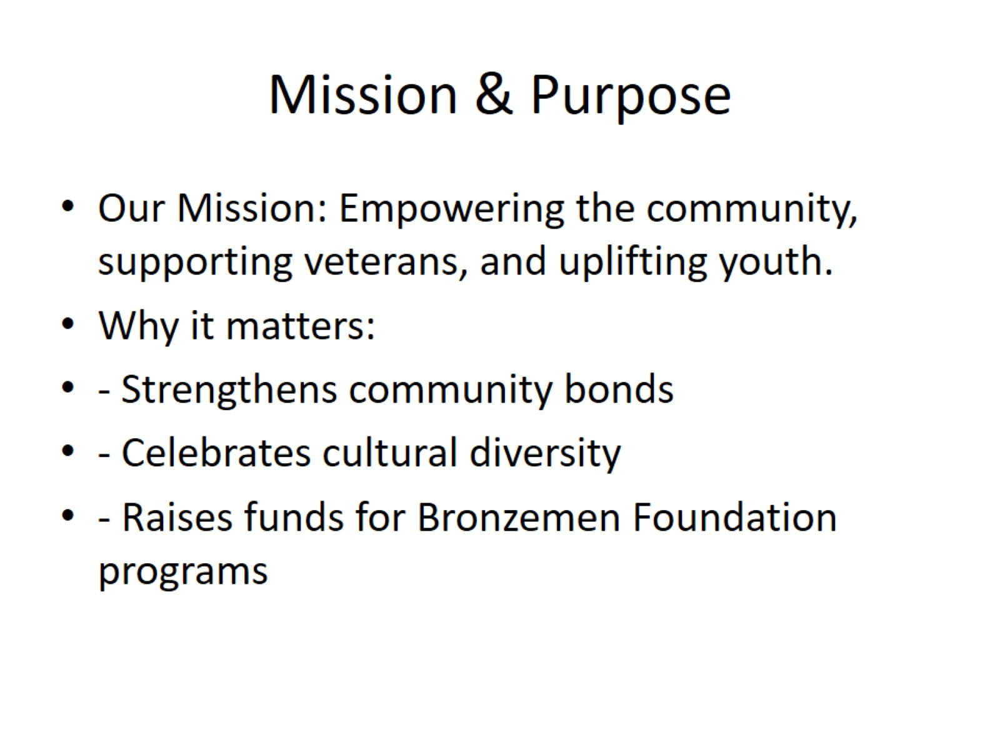 Mission & Purpose
• Our Mission: Empowering the community,
supporting veterans, and uplifting youth.
• Why it matters:
• - Strengthens community bonds
• - Celebrates cultural diversity
• - Raises funds for Bronzemen Foundation
programs